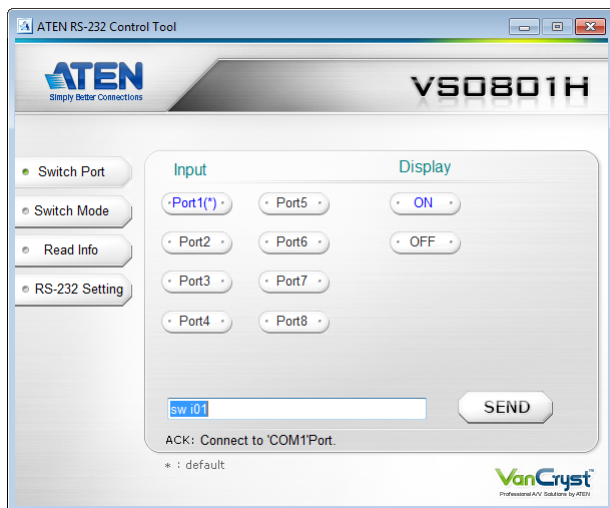 ATEN RS-232 Control Tool
ATEN
Simply Better Connections
VS0801H
Switch Port
Switch Mode
Read Info
RS-232 Setting
Input
Display
Port1(*)
Port5
ON
Port2
Port6
OFF
Port3
Port7
Port4
Port8
sw i01
SEND
ACK: Connect to 'COM1'Port.
* : default
VanCryst™
Professional A/V Solutions by ATEN